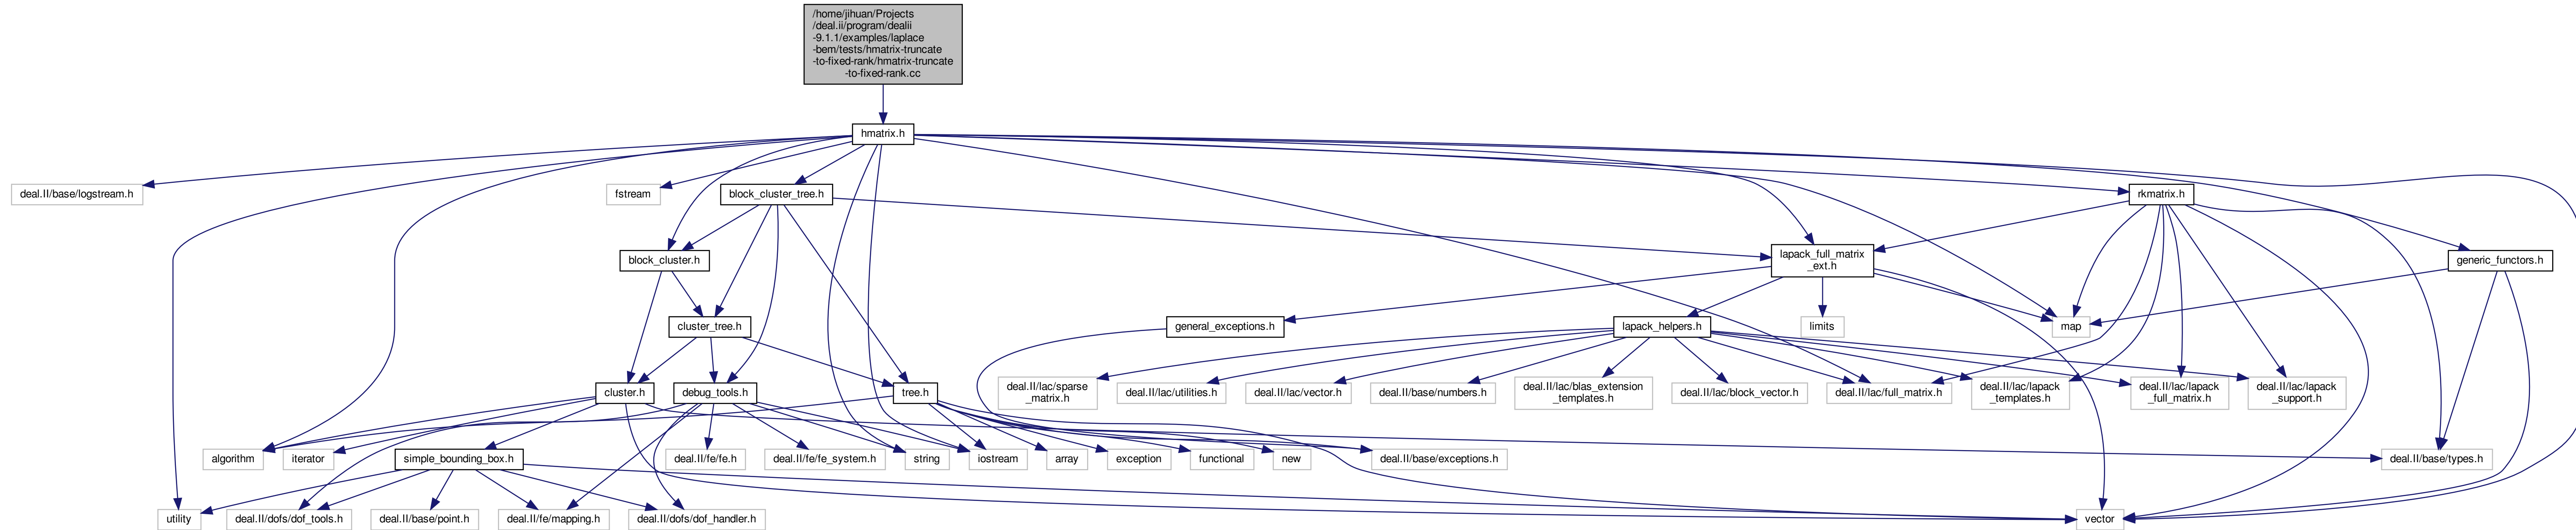 /home/jihuan/Projects
/deal.ii/program/dealii
-9.1.1/examples/laplace
-bem/tests/hmatrix-truncate
-to-fixed-rank/hmatrix-truncate
-to-fixed-rank.cc
hmatrix.h
deal.II/base/logstream.h
fstream
block_cluster_tree.h
rkmatrix.h
block_cluster.h
lapack_full_matrix
_ext.h
generic_functors.h
cluster_tree.h
general_exceptions.h
lapack_helpers.h
limits
map
cluster.h
debug_tools.h
tree.h
deal.II/lac/sparse
_matrix.h
deal.II/lac/utilities.h
deal.II/lac/vector.h
deal.II/base/numbers.h
deal.II/lac/blas_extension
_templates.h
deal.II/lac/block_vector.h
deal.II/lac/full_matrix.h
deal.II/lac/lapack
_templates.h
deal.II/lac/lapack
_full_matrix.h
deal.II/lac/lapack
_support.h
algorithm
iterator
simple_bounding_box.h
deal.II/fe/fe.h
deal.II/fe/fe_system.h
string
iostream
array
exception
functional
new
deal.II/base/exceptions.h
deal.II/base/types.h
utility
deal.II/dofs/dof_tools.h
deal.II/base/point.h
deal.II/fe/mapping.h
deal.II/dofs/dof_handler.h
vector